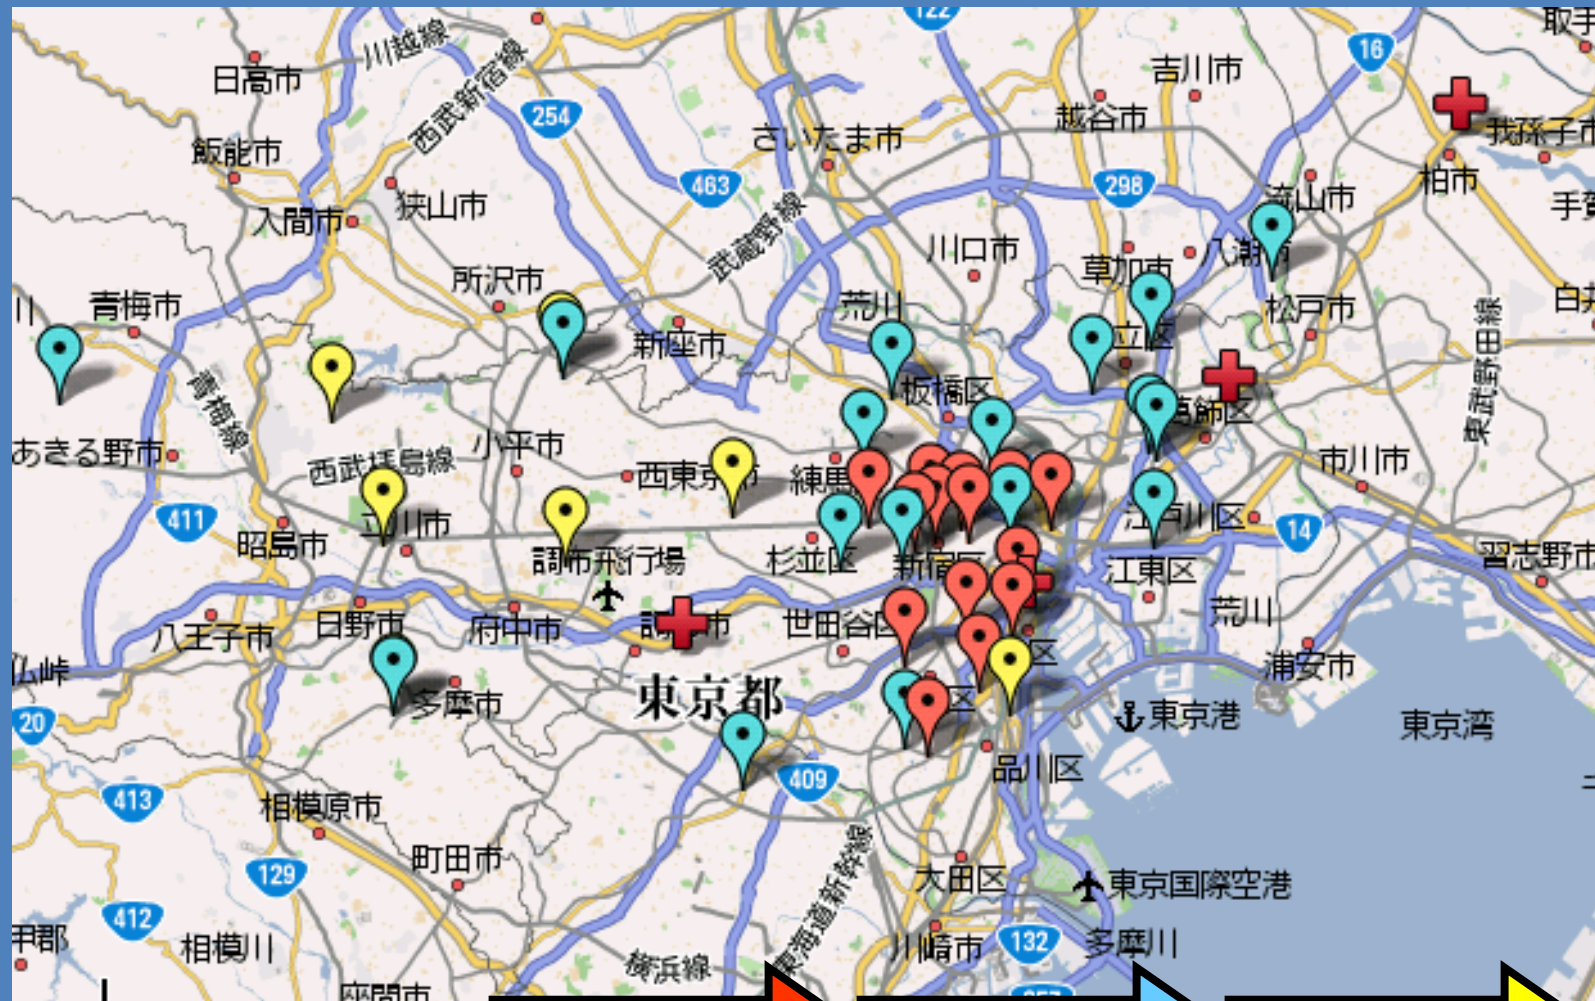 122
取手
16
川越線
吉川市
日高市
西武新宿線
254
越谷市
我孫子市
さいたま市
飯能市
柏市
463
298
狭山市
流山市
入間市
武蔵野線
川口市
草加市
所沢市
青梅市
荒川
松戸市
新座市
立区
板橋区
東武野田線
青梅線
葛飾区
あきる野市
小平市
西武拝島線
西東京市
練馬
市川市
411
立川市
江戸川区
14
昭島市
調布飛行場
杉並区
新宿区
江東区
習志野市
荒川
八王子市
日野市
府中市
世田谷区
区
浦安市
多摩市
東京都
区
20
東京港
東京湾
品川区
409
413
相模原市
町田市
129
大田区
東京国際空港
東海道新幹線
412
甲郡
相模川
横浜線
川崎市
132
多摩川
座間市